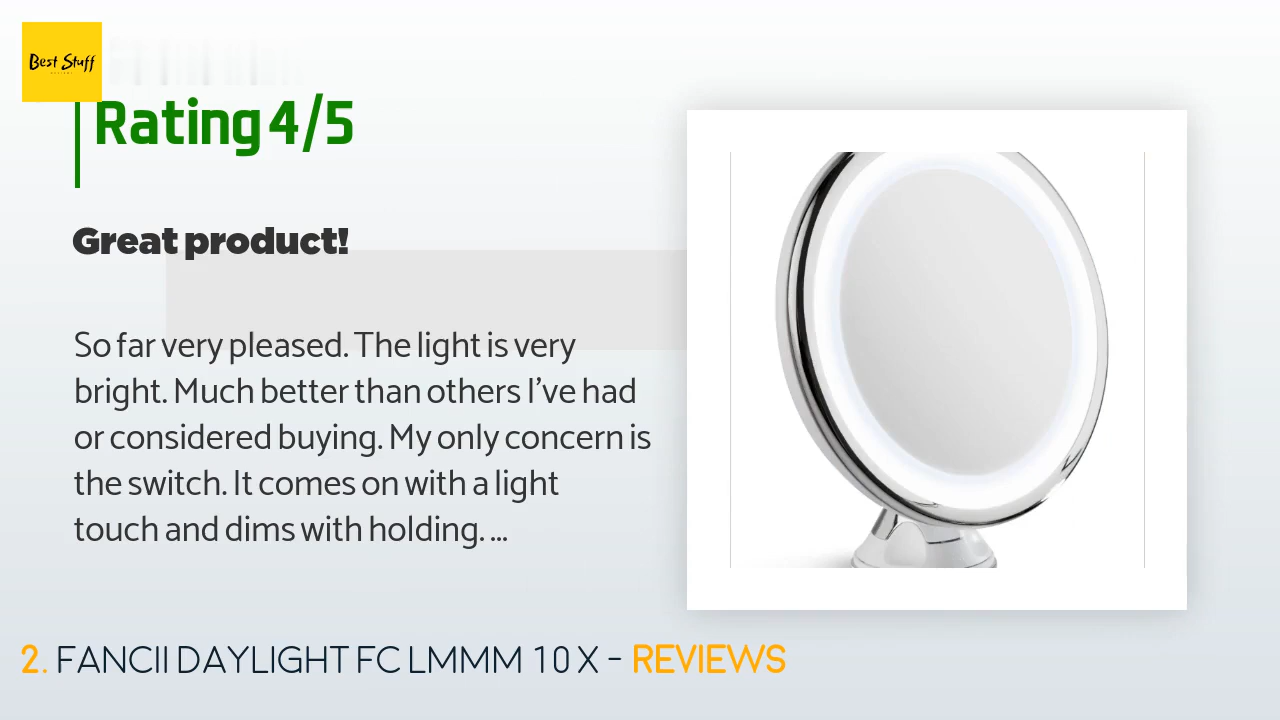 Best Stuff
Rating 4/5
Great product!
So far very pleased. The light is very
bright. Much better than others I've had
or considered buying. My only concern is
the switch. It comes on with a light
touch and dims with holding. ...
2. FANCII DAYLIGHT FC LMMM 10 X - REVIEWS